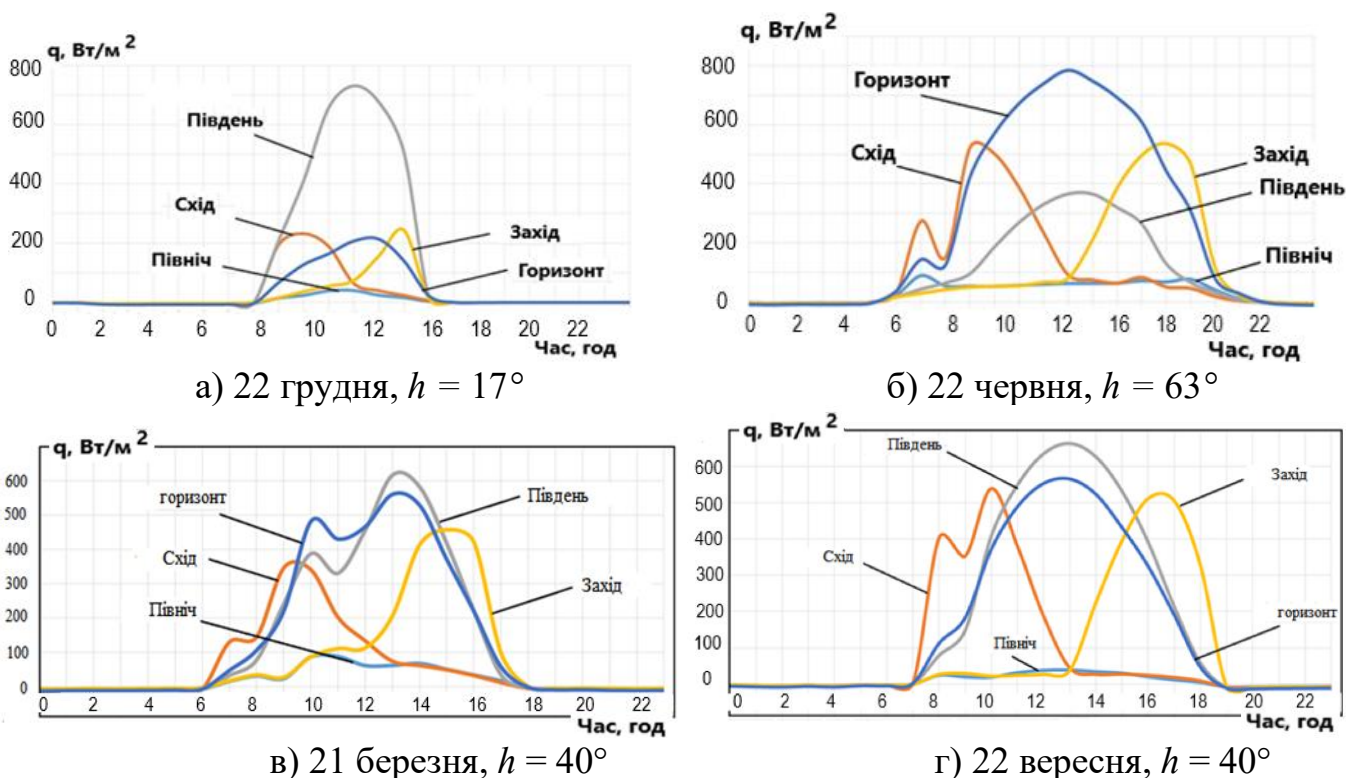 q, Вт/м 2
800
600
400
200
0
Південь
Схід
Північ
Захід
Горизонт
0 2 4 6 8 10 12 16 18 20 22
Час, год
а) 22 грудня, h = 17°
q, Вт/м 2
800
600
400
200
0
Горизонт
Схід
Захід
Південь
Північ
0 2 4 6 8 10 12 16 18 20 22
Час, год
б) 22 червня, h = 63°
q, Вт/м 2
600
500
400
300
200
100
0
горизонт
Південь
Схід
Захід
Північ
0 2 4 6 8 10 12 14 16 18 20 22
Час, год
в) 21 березня, h = 40°
q, Вт/м 2
600
500
400
300
200
100
0
Південь
Захід
Схід
горизонт
Північ
0 2 4 6 8 10 12 14 16 18 20 22
Час, год
г) 22 вересня, h = 40°